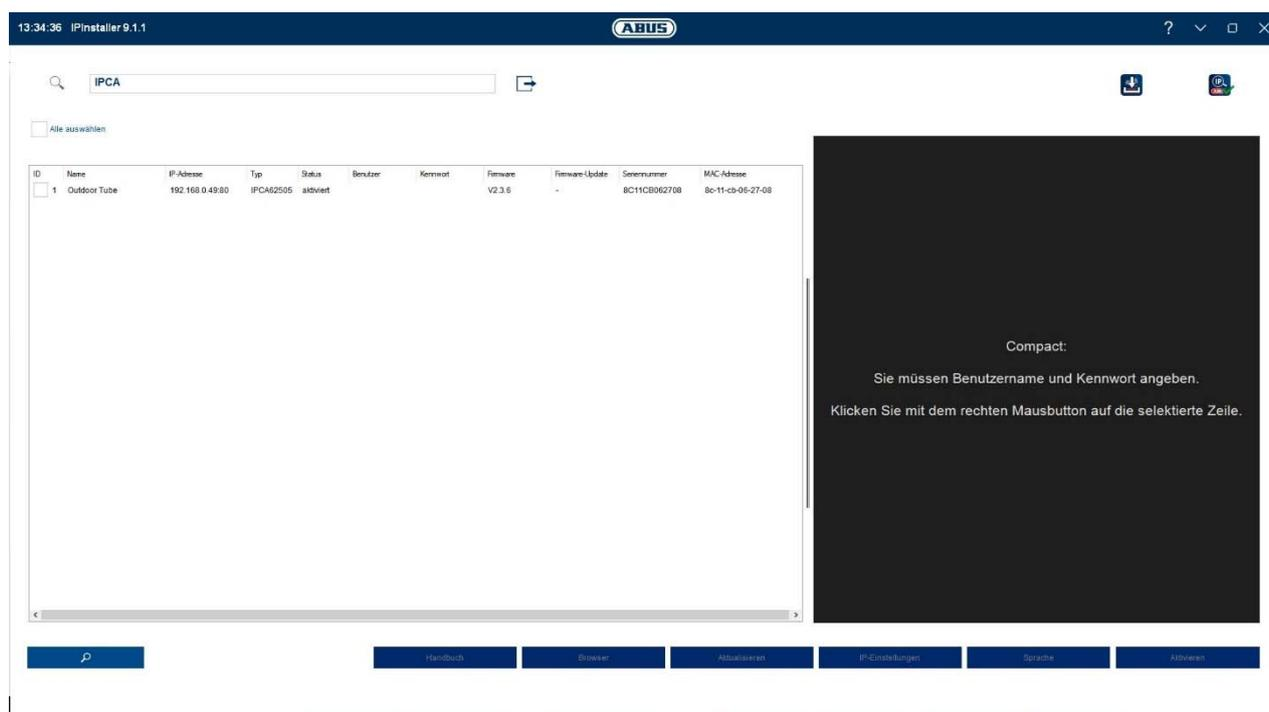 13:34:36 IPInstaller 9.1.1
ABUS
?
IPCA
Alle auswählen
ID Name IP-Adresse Typ Status Benutzer Kennwort Firmware Firmware-Update Seriennummer MAC-Adresse
1 Outdoor Tube 192.168.0.49:80 IPCA62505 aktiviert V2.3.6 - 8C11CB062708 8c-11-cb-06-27-08
Compact:
Sie müssen Benutzername und Kennwort angeben.
Klicken Sie mit dem rechten Mausbutton auf die selektierte Zeile.
Handbuch Browser Aktualisieren IP-Einstellungen Sprache Aktivieren